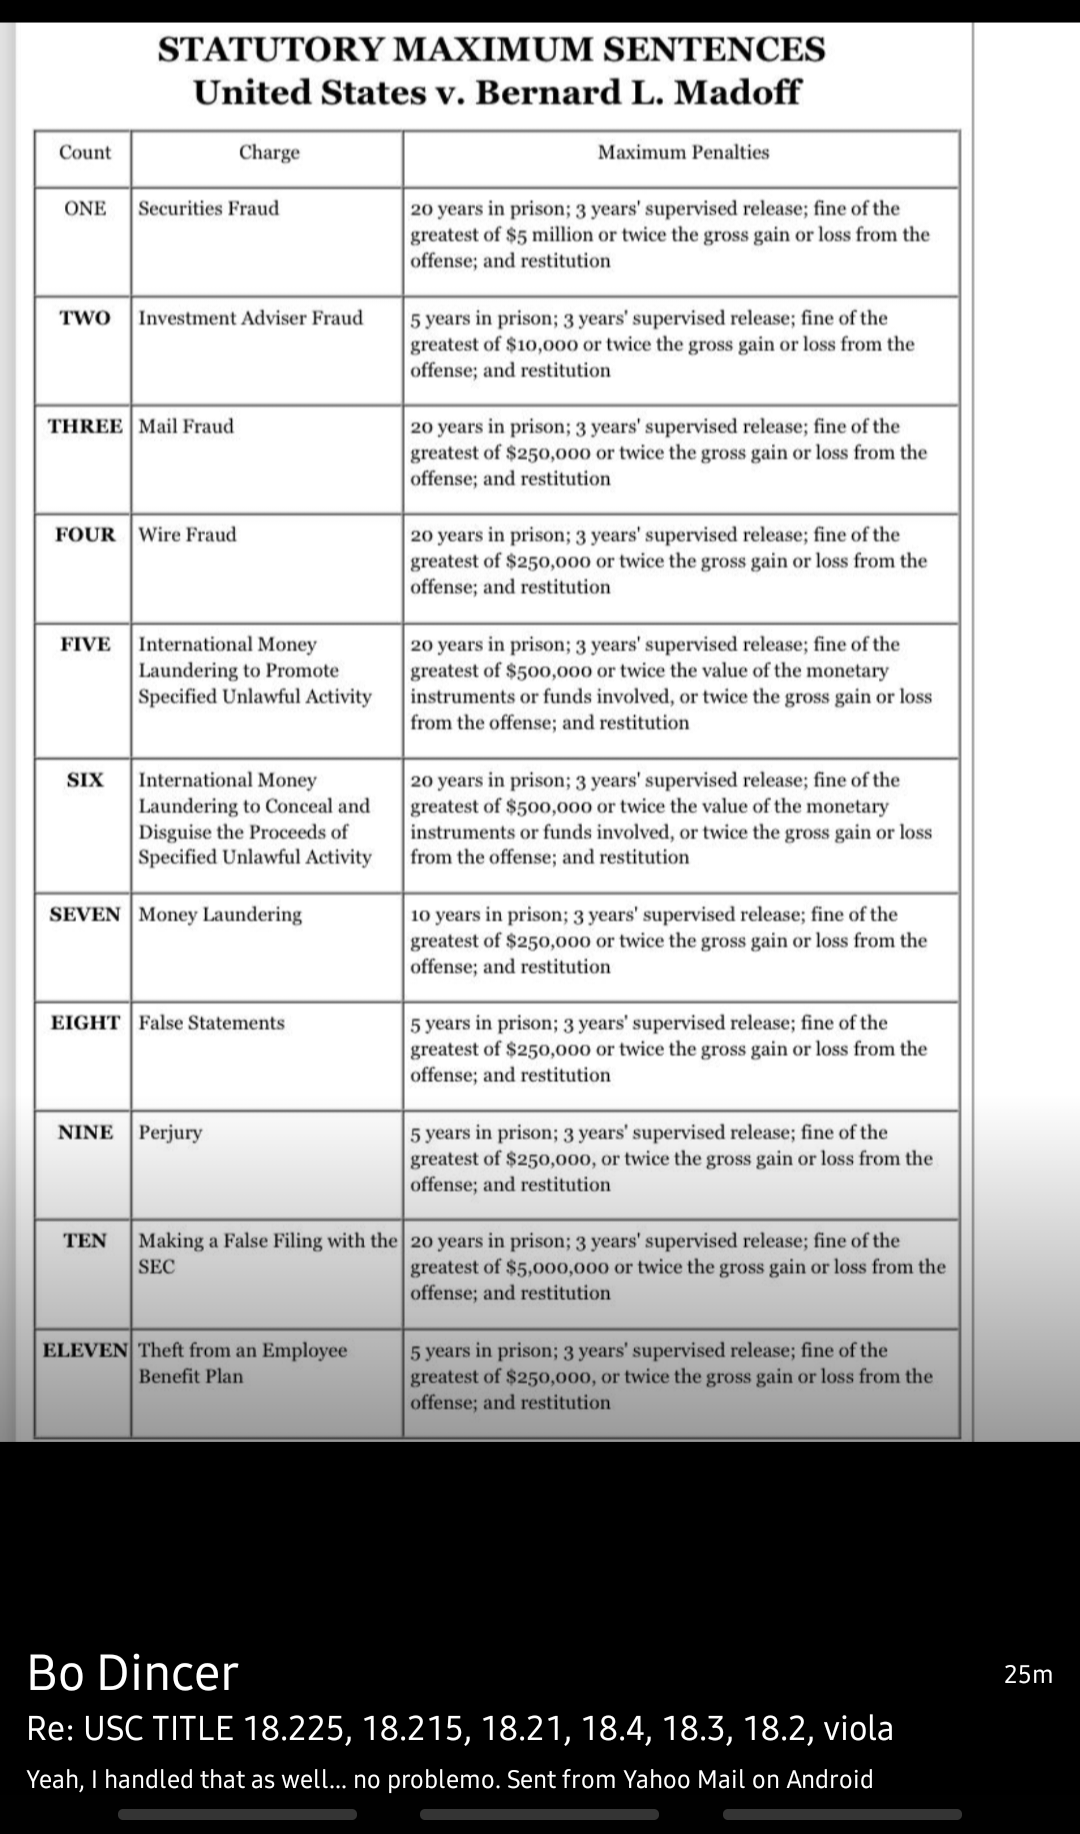 STATUTORY MAXIMUM SENTENCES
United States v. Bernard L. Madoff
Count Charge Maximum Penalties
ONE Securities Fraud 20 years in prison; 3 years' supervised release; fine of the
greatest of $5 million or twice the gross gain or loss from the
offense; and restitution
TWO Investment Adviser Fraud 5 years in prison; 3 years' supervised release; fine of the
greatest of $10,000 or twice the gross gain or loss from the
offense; and restitution
THREE Mail Fraud 20 years in prison; 3 years' supervised release; fine of the
greatest of $250,000 or twice the gross gain or loss from the
offense; and restitution
FOUR Wire Fraud 20 years in prison; 3 years' supervised release; fine of the
greatest of $250,000 or twice the gross gain or loss from the
offense; and restitution
FIVE International Money 20 years in prison; 3 years' supervised release; fine of the
Laundering to Promote greatest of $500,000 or twice the value of the monetary
Specified Unlawful Activity instruments or funds involved, or twice the gross gain or loss
from the offense; and restitution
SIX International Money 20 years in prison; 3 years' supervised release; fine of the
Laundering to Conceal and greatest of $500,000 or twice the value of the monetary
Disguise the Proceeds of instruments or funds involved, or twice the gross gain or loss
Specified Unlawful Activity from the offense; and restitution
SEVEN Money Laundering 10 years in prison; 3 years' supervised release; fine of the
greatest of $250,000 or twice the gross gain or loss from the
offense; and restitution
EIGHT False Statements 5 years in prison; 3 years' supervised release; fine of the
greatest of $250,000 or twice the gross gain or loss from the
offense; and restitution
NINE Perjury 5 years in prison; 3 years' supervised release; fine of the
greatest of $250,000, or twice the gross gain or loss from the
offense; and restitution
TEN Making a False Filing with the 20 years in prison; 3 years' supervised release; fine of the
SEC greatest of $5,000,000 or twice the gross gain or loss from the
offense; and restitution
ELEVEN Theft from an Employee 5 years in prison; 3 years' supervised release; fine of the
Benefit Plan greatest of $250,000, or twice the gross gain or loss from the
offense; and restitution
Bo Dincer 25m
Re: USC TITLE 18.225, 18.215, 18.21, 18.4, 18.3, 18.2, viola
Yeah, I handled that as well... no problemo. Sent from Yahoo Mail on Android